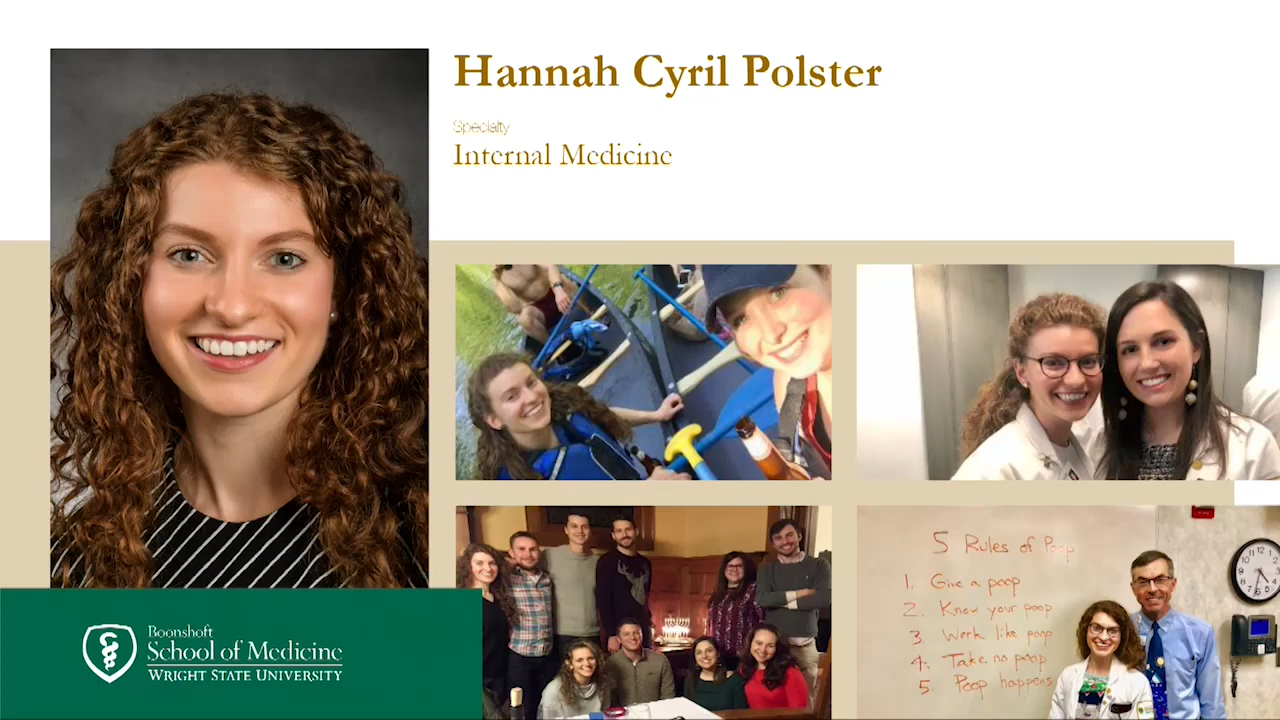 Hannah Cyril Polster
Specialty
Internal Medicine
5 Rules of Poop
1. Give a poop
2. Know your poop
3. Work like poop
4. Take no poop
5. Poop happens
Boonshoft
School of Medicine
WRIGHT STATE UNIVERSITY